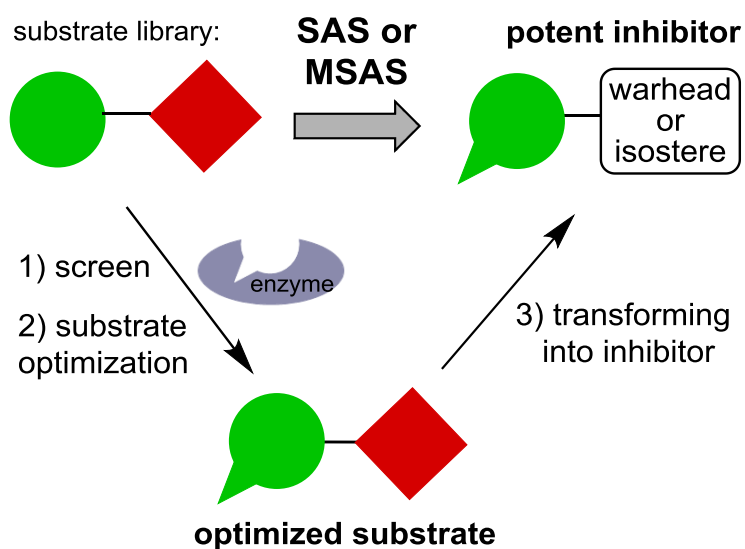 substrate library:
SAS or
MSAS
potent inhibitor
warhead
or
isostere
1) screen
enzyme
2) substrate
optimization
3) transforming
into inhibitor
optimized substrate